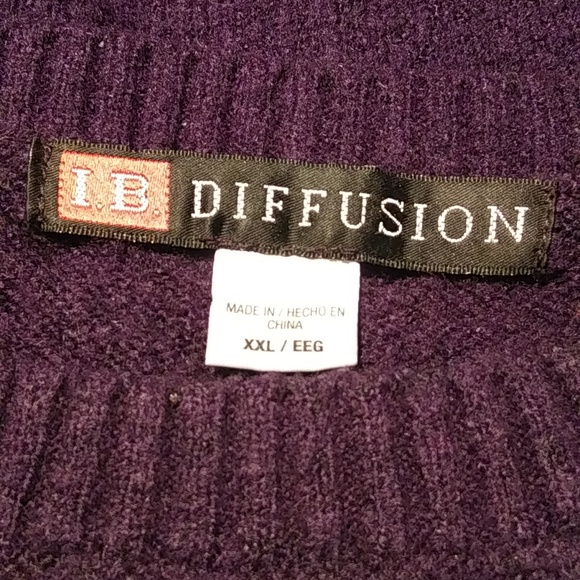 I.B. DIFFUSION
MADE IN / HECHO EN
CHINA
XXL / EEG